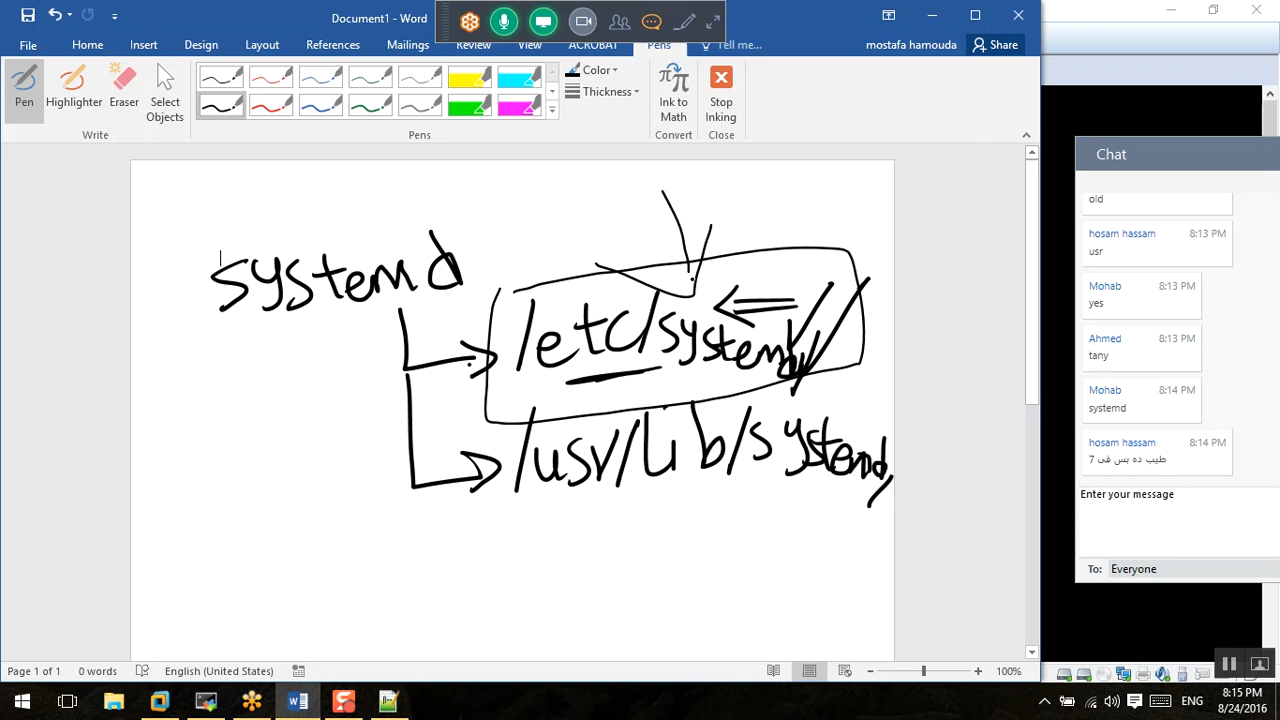 Document1 - Word
File Home Insert Design Layout References Mailings Review View ACROBAT Pens Tell me...
mostafa hamouda Share
Pen Highlighter Eraser Select Objects
Color
Thickness
Ink to Math
Stop Inking
Write Pens Convert Close
systemd
/etc/systemd/
/usr/lib/systemd/
Chat
old
hosam hassam 8:13 PM
usr
Mohab 8:13 PM
yes
Ahmed 8:13 PM
tany
Mohab 8:14 PM
systemd
hosam hassam 8:14 PM
طيب ده بس فى 7
Enter your message
To: Everyone
Page 1 of 1 0 words English (United States) 100%
ENG 8:15 PM
8/24/2016